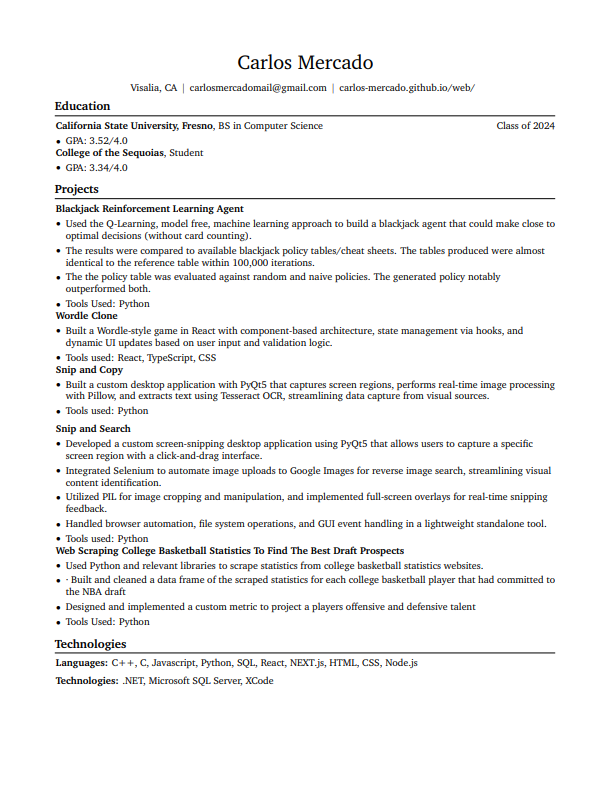 Carlos Mercado
Visalia, CA | carlosmercadomail@gmail.com | carlos-mercado.github.io/web/
Education
California State University, Fresno, BS in Computer Science Class of 2024
• GPA: 3.52/4.0
College of the Sequoias, Student
• GPA: 3.34/4.0
Projects
Blackjack Reinforcement Learning Agent
• Used the Q-Learning, model free, machine learning approach to build a blackjack agent that could make close to
optimal decisions (without card counting).
• The results were compared to available blackjack policy tables/cheat sheets. The tables produced were almost
identical to the reference table within 100,000 iterations.
• The the policy table was evaluated against random and naive policies. The generated policy notably
outperformed both.
• Tools Used: Python
Wordle Clone
• Built a Wordle-style game in React with component-based architecture, state management via hooks, and
dynamic UI updates based on user input and validation logic.
• Tools used: React, TypeScript, CSS
Snip and Copy
• Built a custom desktop application with PyQt5 that captures screen regions, performs real-time image processing
with Pillow, and extracts text using Tesseract OCR, streamlining data capture from visual sources.
• Tools used: Python
Snip and Search
• Developed a custom screen-snipping desktop application using PyQt5 that allows users to capture a specific
screen region with a click-and-drag interface.
• Integrated Selenium to automate image uploads to Google Images for reverse image search, streamlining visual
content identification.
• Utilized PIL for image cropping and manipulation, and implemented full-screen overlays for real-time snipping
feedback.
• Handled browser automation, file system operations, and GUI event handling in a lightweight standalone tool.
• Tools used: Python
Web Scraping College Basketball Statistics To Find The Best Draft Prospects
• Used Python and relevant libraries to scrape statistics from college basketball statistics websites.
• · Built and cleaned a data frame of the scraped statistics for each college basketball player that had committed to
the NBA draft
• Designed and implemented a custom metric to project a players offensive and defensive talent
• Tools Used: Python
Technologies
Languages: C++, C, Javascript, Python, SQL, React, NEXT.js, HTML, CSS, Node.js
Technologies: .NET, Microsoft SQL Server, XCode